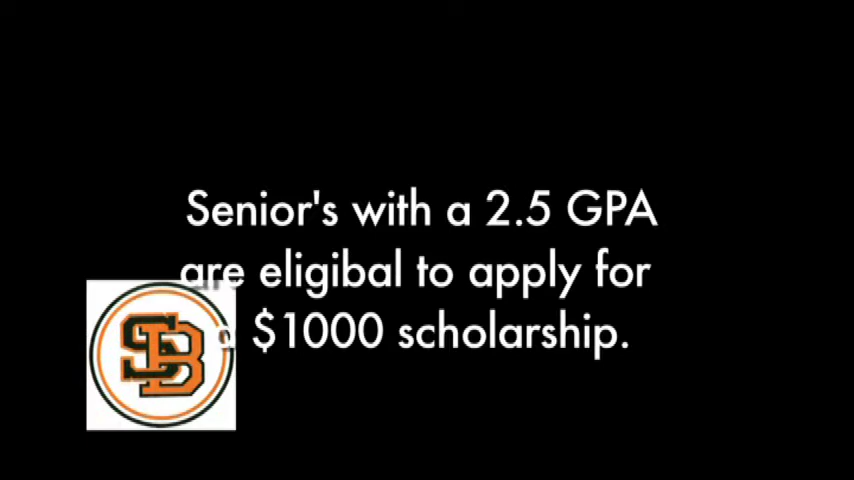 Senior's with a 2.5 GPA
are eligibal to apply for
a $1000 scholarship.
SB